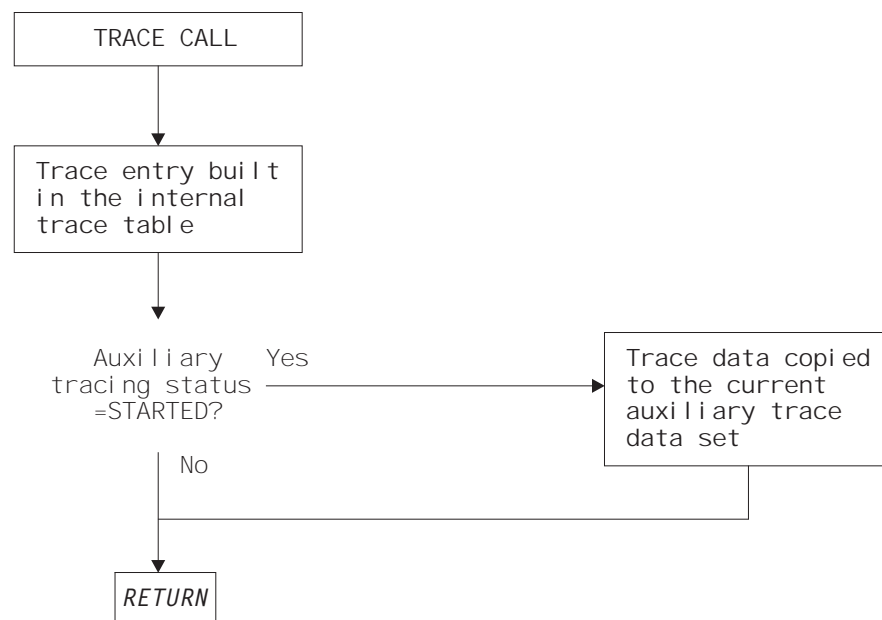 TRACE CALL
Trace entry built
in the internal
trace table
Auxiliary
tracing status
=STARTED?
Yes
No
Trace data copied
to the current
auxiliary trace
data set
RETURN